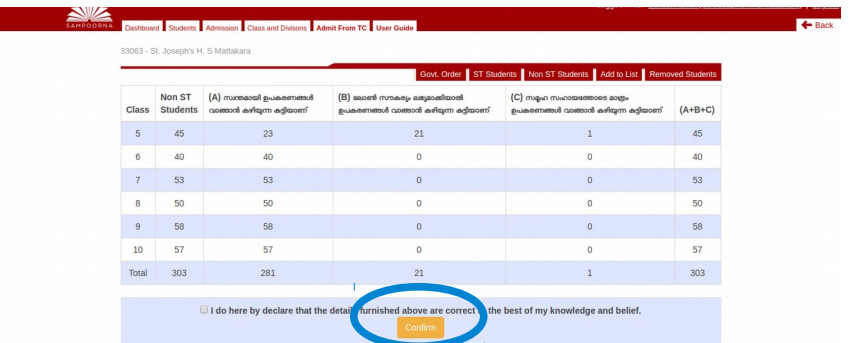 SAMPOORNA
Dashboard Students Admission Class and Divisons Admit From TC User Guide
Back
33063 - St. Joseph's H. S Mattakara
Govt. Order ST Students Non ST Students Add to List Removed Students
Class Non ST Students (A) സ്വന്തമായി ഉപകരണങ്ങൾ വാങ്ങാൻ കഴിയുന്ന കുട്ടിയാണ് (B) ലോൺ സൗകര്യം ലഭ്യമാക്കിയാൽ ഉപകരണങ്ങൾ വാങ്ങാൻ കഴിയുന്ന കുട്ടിയാണ് (C) സമൂഹ സഹായത്തോടെ മാത്രം ഉപകരണങ്ങൾ വാങ്ങാൻ കഴിയുന്ന കുട്ടിയാണ് (A+B+C)
5 45 23 21 1 45
6 40 40 0 0 40
7 53 53 0 0 53
8 50 50 0 0 50
9 58 58 0 0 58
10 57 57 0 0 57
Total 303 281 21 1 303
I do here by declare that the details furnished above are correct the best of my knowledge and belief.
Confirm